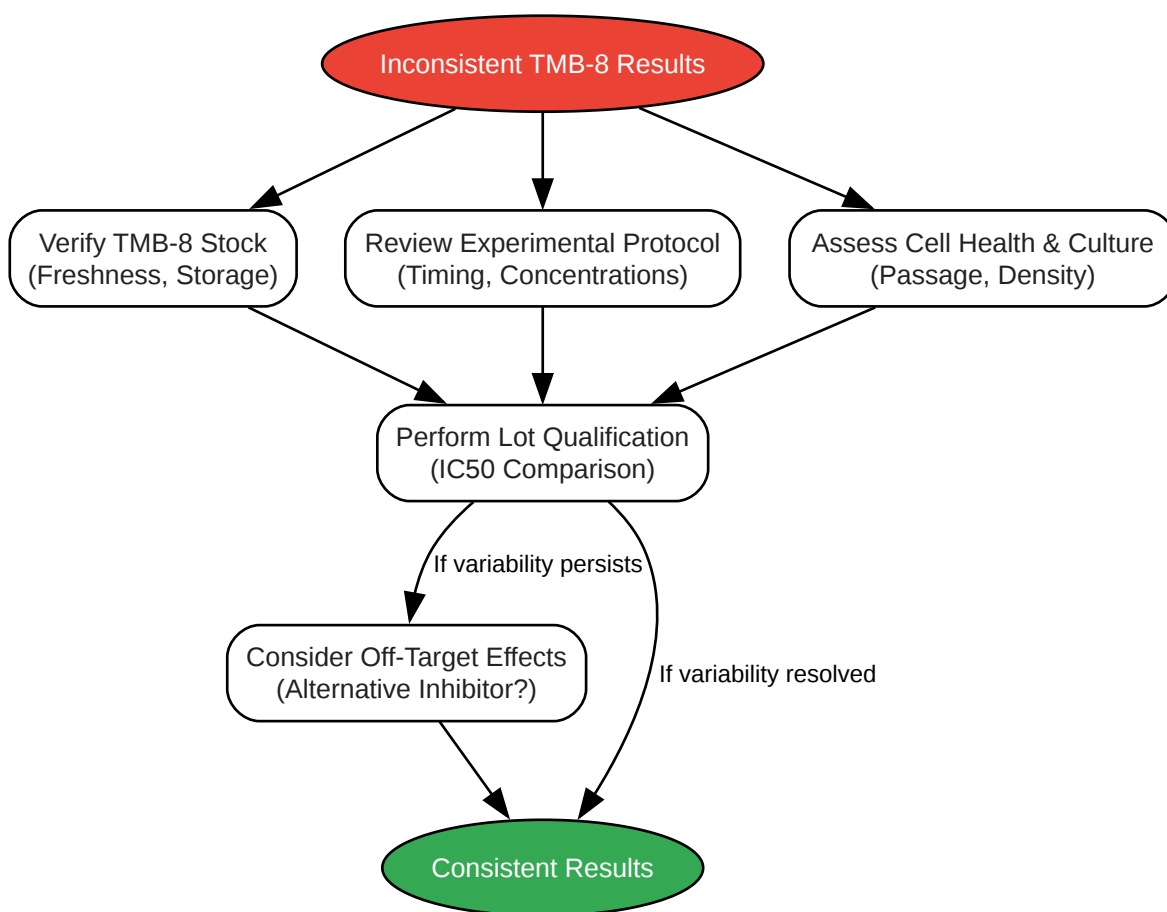 Inconsistent TMB-8 Results
Verify TMB-8 Stock
(Freshness, Storage)
Review Experimental Protocol
(Timing, Concentrations)
Assess Cell Health & Culture
(Passage, Density)
Perform Lot Qualification
(IC50 Comparison)
If variability persists
Consider Off-Target Effects
(Alternative Inhibitor?)
If variability resolved
Consistent Results